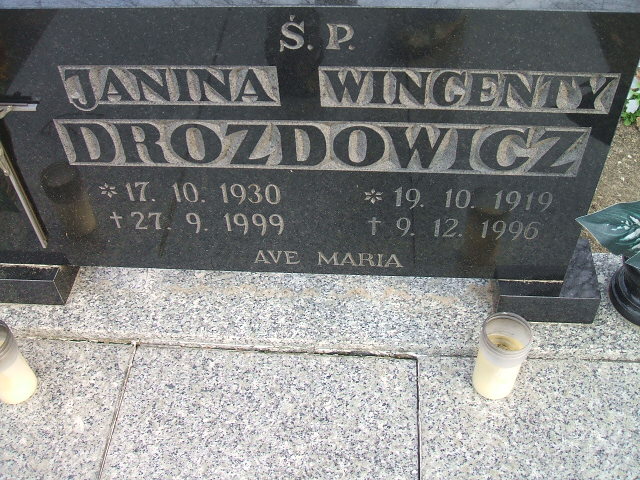 Ś. P.
JANINA WINCENTY
DROZDOWICZ
* 17. 10. 1930 * 19. 10. 1919
† 27. 9. 1999 † 9. 12. 1996
AVE MARIA